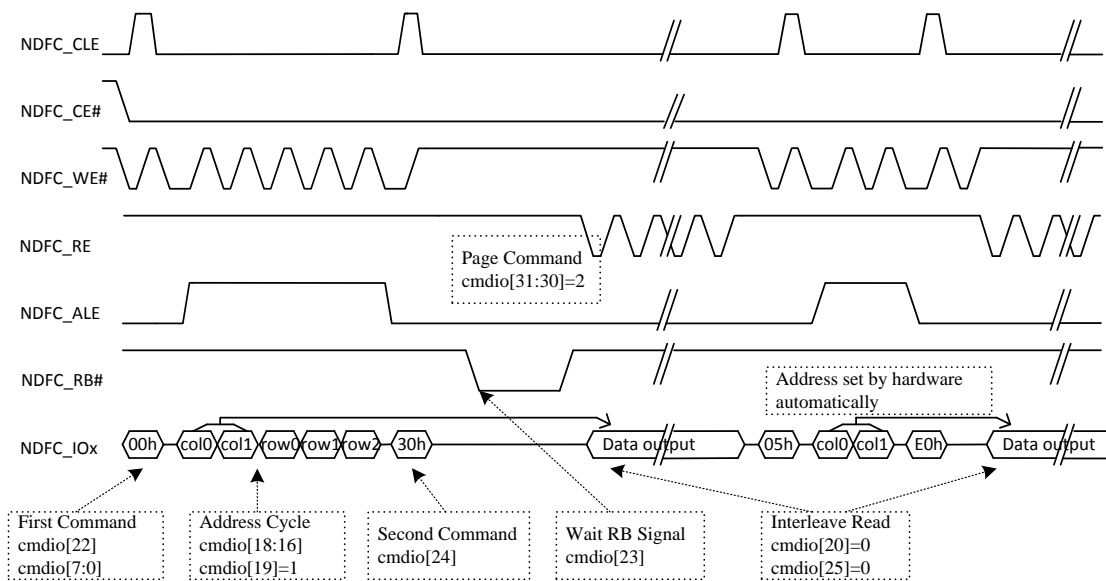 NDFC_CLE
NDFC_CE#
NDFC_WE#
NDFC_RE
Page Command
cmdio[31:30]=2
NDFC_ALE
NDFC_RB#
Address set by hardware
automatically
NDFC_IOx 00h col0 col1 row0 row1 row2 30h Data output 05h col0 col1 E0h Data output
First Command
cmdio[22]
cmdio[7:0]
Address Cycle
cmdio[18:16]
cmdio[19]=1
Second Command
cmdio[24]
Wait RB Signal
cmdio[23]
Interleave Read
cmdio[20]=0
cmdio[25]=0